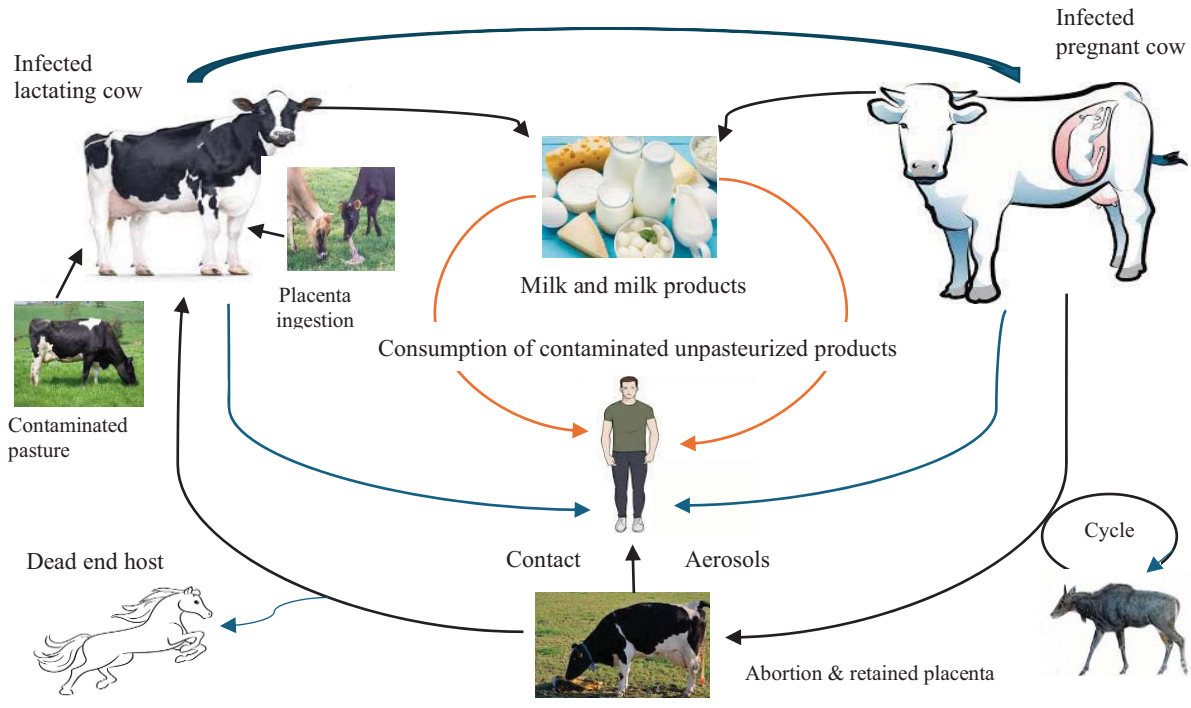 Infected
lactating cow
Infected
pregnant cow
Placenta
ingestion
Milk and milk products
Consumption of contaminated unpasteurized products
Contaminated
pasture
Cycle
Dead end host
Contact
Aerosols
Abortion & retained placenta